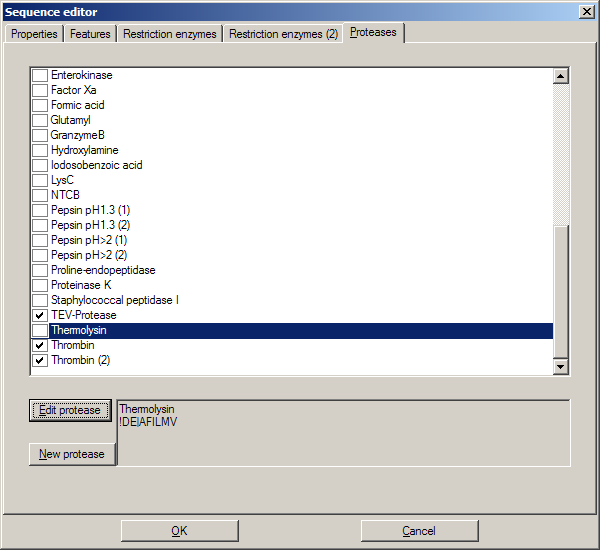 Sequence editor
Properties Features Restriction enzymes Restriction enzymes (2) Proteases
Enterokinase
Factor Xa
Formic acid
Glutamyl
GranzymeB
Hydroxylamine
Iodosobenzoic acid
LysC
NTCB
Pepsin pH1.3 (1)
Pepsin pH1.3 (2)
Pepsin pH>2 (1)
Pepsin pH>2 (2)
Proline-endopeptidase
Proteinase K
Staphylococcal peptidase I
TEV-Protease
Thermolysin
Thrombin
Thrombin (2)
Edit protease
Thermolysin
!DE|AFILMV
New protease
OK Cancel